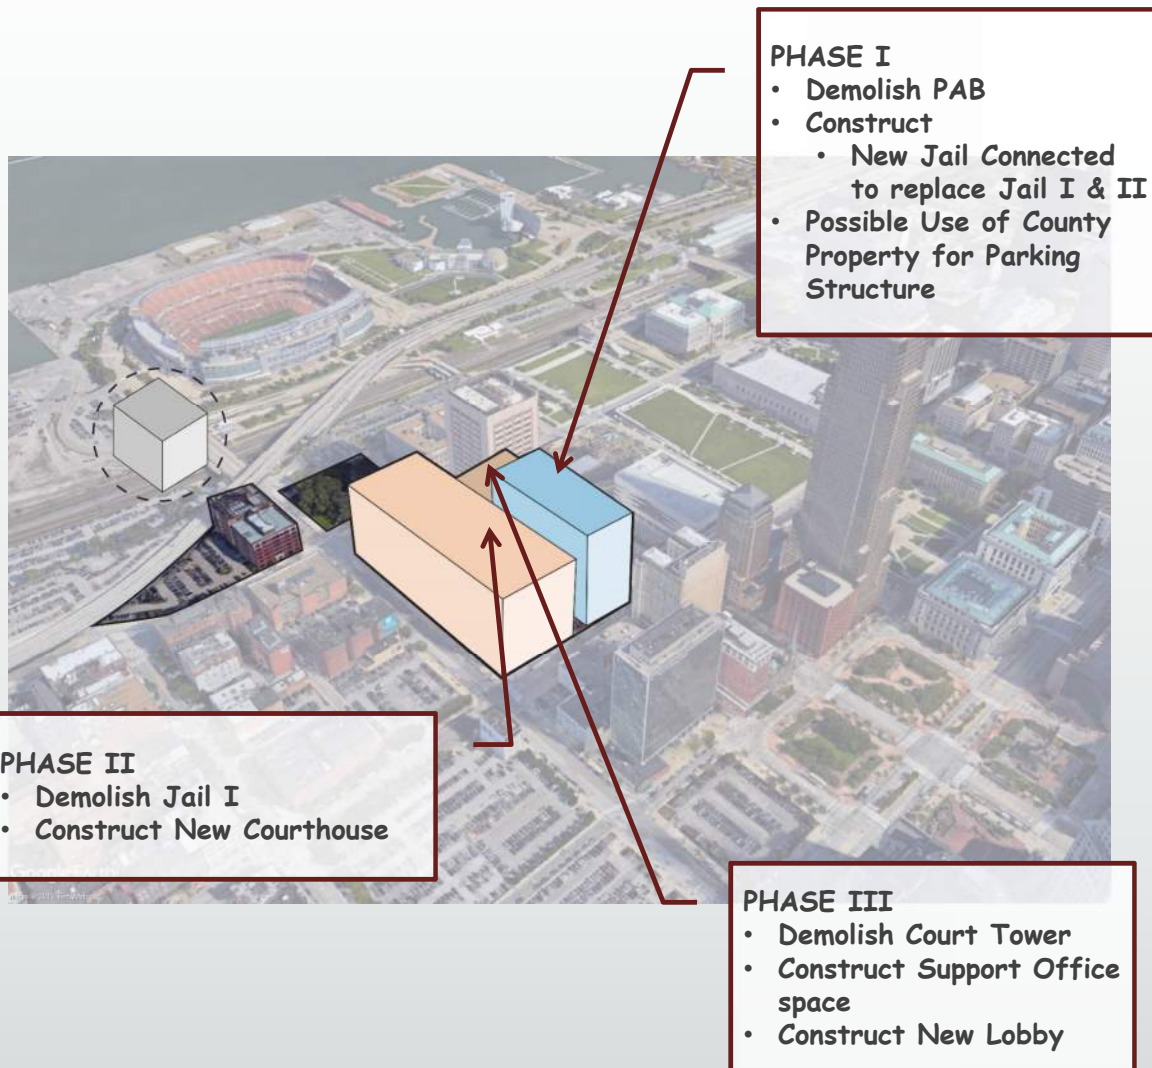 PHASE I
• Demolish PAB
• Construct
• New Jail Connected
to replace Jail I & II
• Possible Use of County
Property for Parking
Structure
PHASE II
• Demolish Jail I
• Construct New Courthouse
PHASE III
• Demolish Court Tower
• Construct Support Office
space
• Construct New Lobby